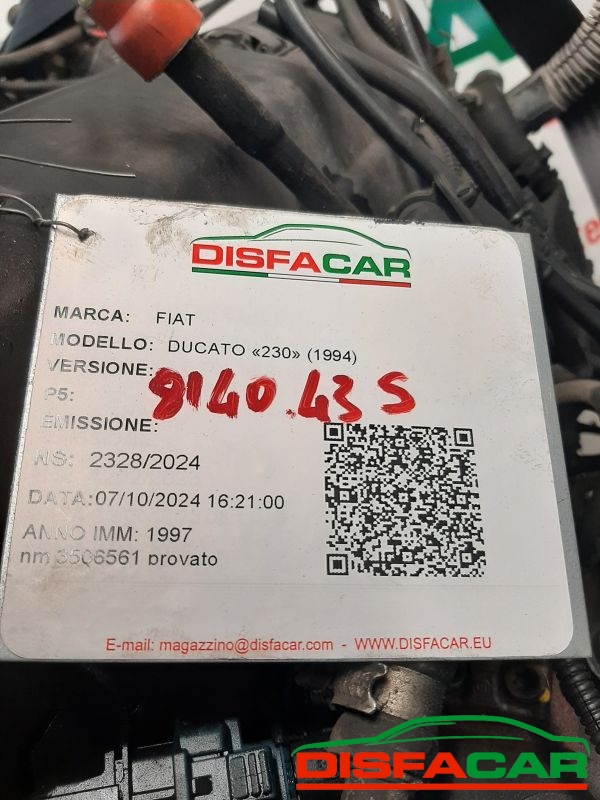 DISFACAR
MARCA: FIAT
MODELLO: DUCATO «230» (1994)
VERSIONE:
8140.43 S
P5:
EMISSIONE:
NS: 2328/2024
DATA:07/10/2024 16:21:00
ANNO IMM: 1997
nm 3506561 provato
E-mail: magazzino@disfacar.com - WWW.DISFACAR.EU
DISFACAR